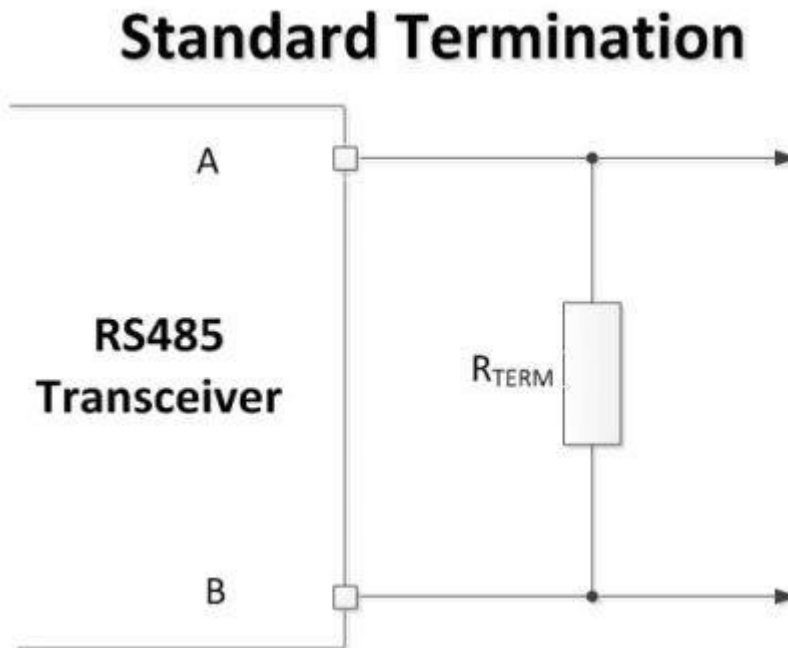 Standard Termination
A
RS485
Transceiver
RTERM
B